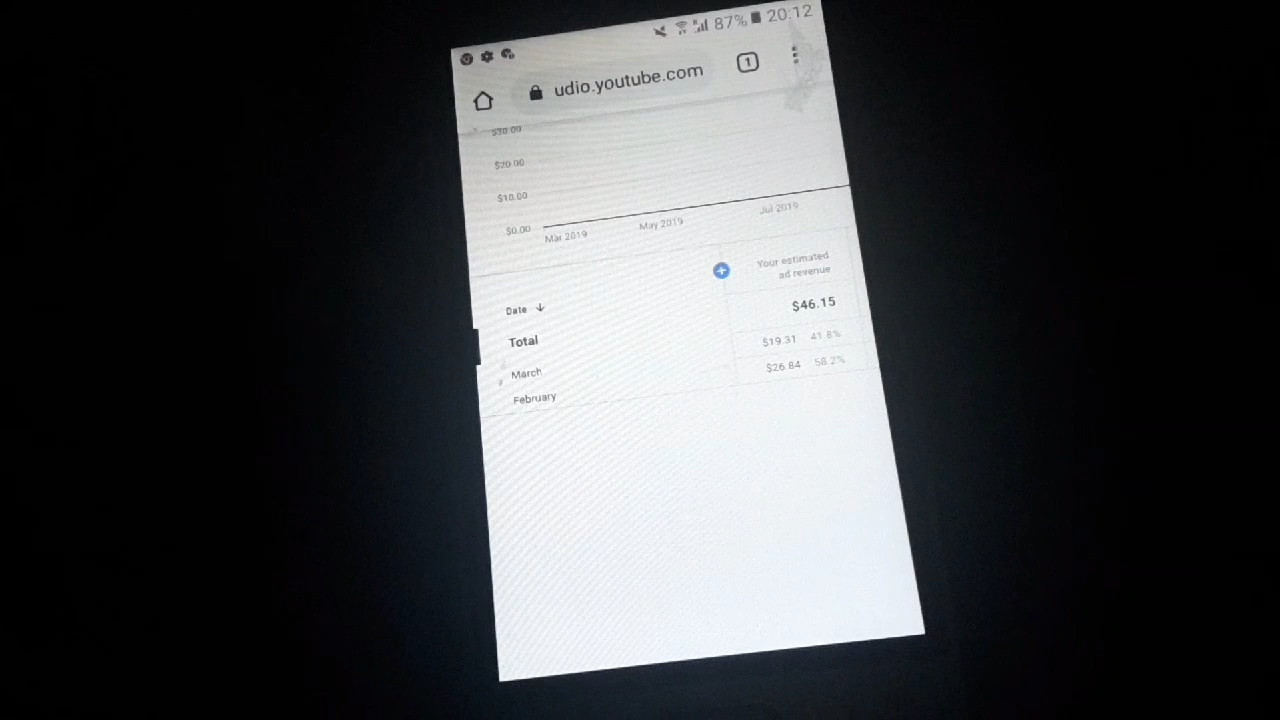 87% 20:12
udio.youtube.com 1
$30.00
$20.00
$10.00
$0.00
Mar 2019 May 2019 Jul 2019
Your estimated
ad revenue
Date
$46.15
Total
$19.31 41.8%
March
$26.84 58.2%
February